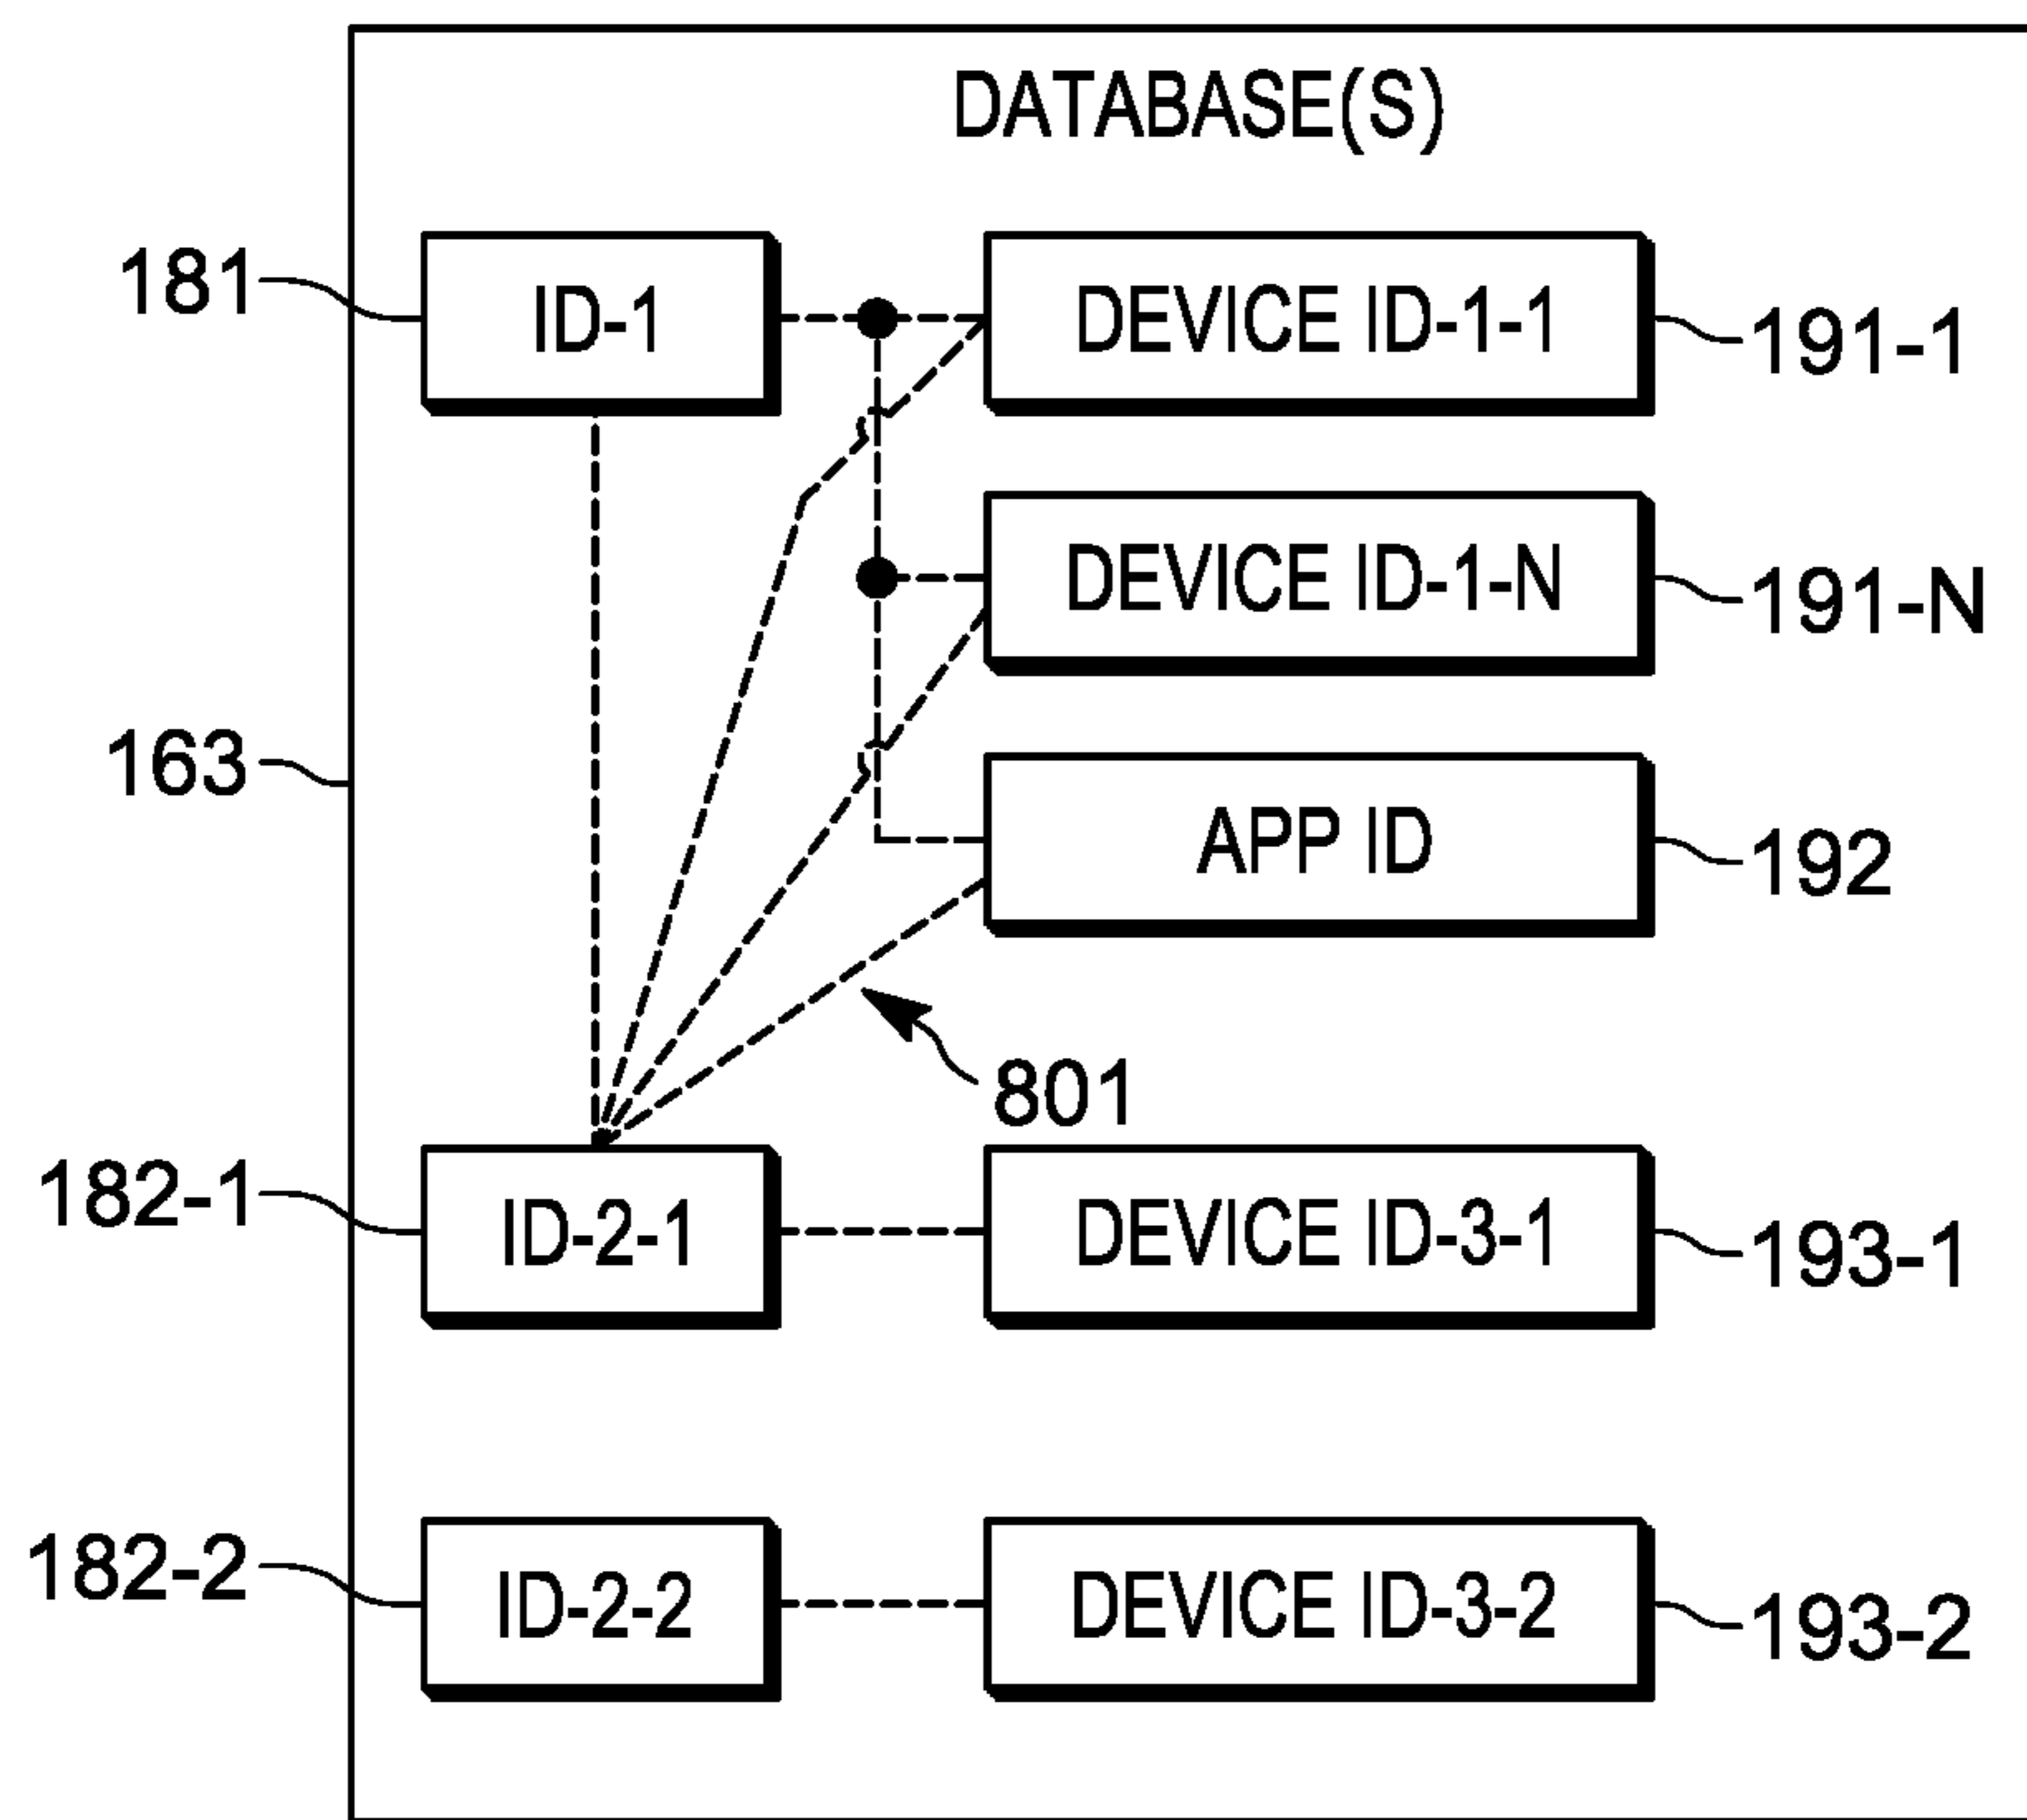 DATABASE(S)
181
ID-1
DEVICE ID-1-1
191-1
DEVICE ID-1-N
191-N
163
APP ID
192
801
182-1
ID-2-1
DEVICE ID-3-1
193-1
182-2
ID-2-2
DEVICE ID-3-2
193-2